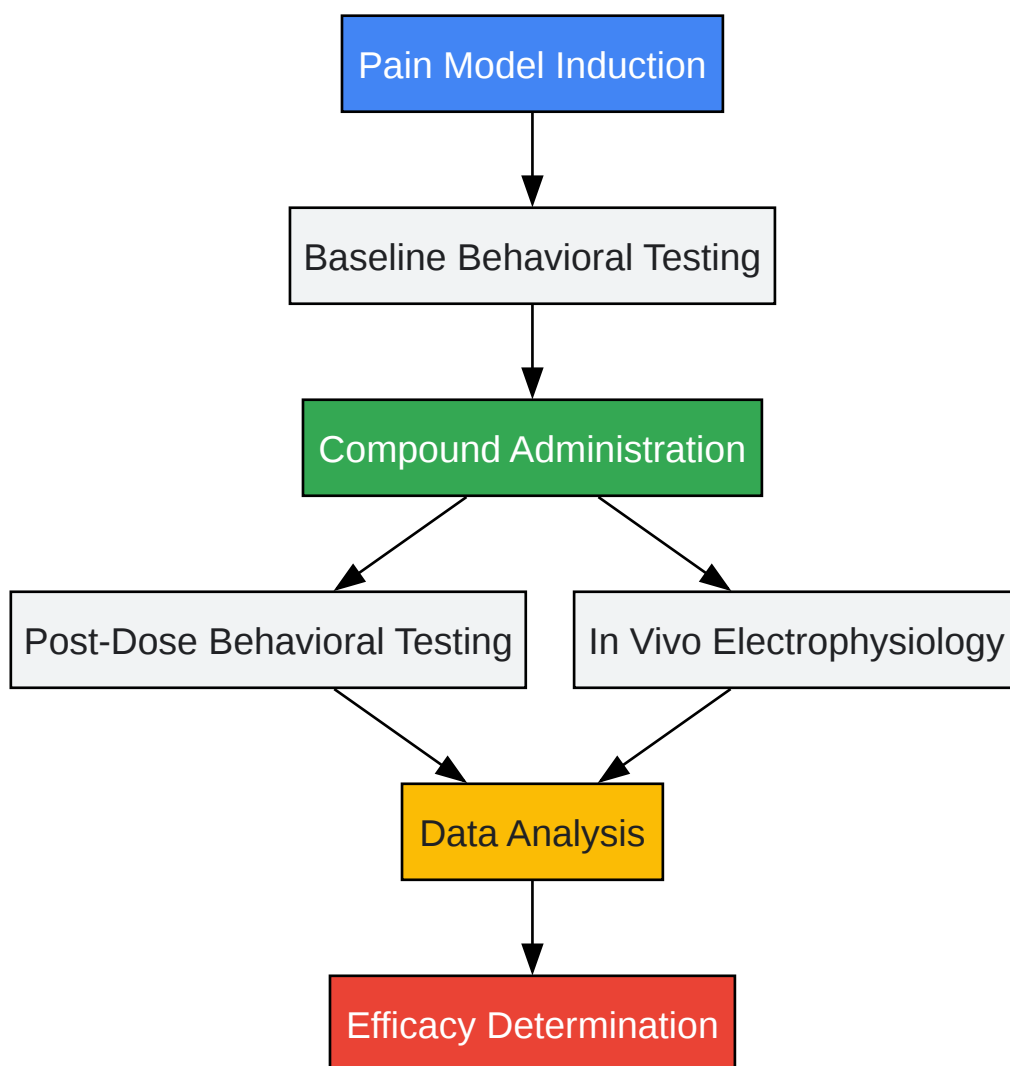 Pain Model Induction
Baseline Behavioral Testing
Compound Administration
Post-Dose Behavioral Testing
In Vivo Electrophysiology
Data Analysis
Efficacy Determination